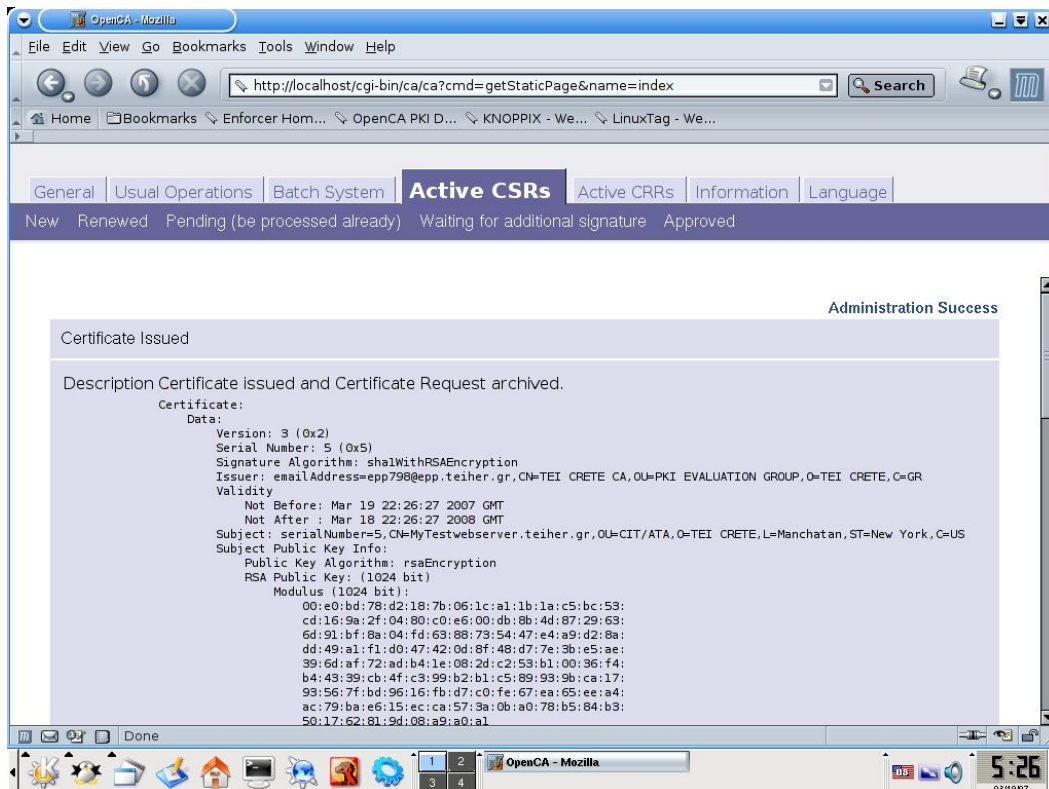 OpenCA - Mozilla
File Edit View Go Bookmarks Tools Window Help
http://localhost/cgi-bin/ca/ca?cmd=getStaticPage&name=index
Search
Home Bookmarks Enforcer Hom... OpenCA PKI D... KNOPPIX - We... LinuxTag - We...
General Usual Operations Batch System Active CSRs Active CRRs Information Language
New Renewed Pending (be processed already) Waiting for additional signature Approved
Administration Success
Certificate Issued
Description Certificate issued and Certificate Request archived.
Certificate:
Data:
Version: 3 (0x2)
Serial Number: 5 (0x5)
Signature Algorithm: sha1WithRSAEncryption
Issuer: emailAddress=epp798@epp.teiher.gr,CN=TEI CRETE CA,OU=PKI EVALUATION GROUP,O=TEI CRETE,C=GR
Validity
Not Before: Mar 19 22:26:27 2007 GMT
Not After : Mar 18 22:26:27 2008 GMT
Subject: serialNumber=5,CN=MyTestwebserver.teiher.gr,OU=CIT/ATA,O=TEI CRETE,L=Manchatan,ST=New York,C=US
Subject Public Key Info:
Public Key Algorithm: rsaEncryption
RSA Public Key: (1024 bit)
Modulus (1024 bit):
00:e0:bd:78:d2:18:7b:06:1c:a1:1b:1a:c5:bc:53:
cd:16:9a:2f:04:80:c0:e6:00:db:8b:4d:87:29:63:
6d:91:bf:8a:04:fd:63:88:73:54:47:e4:a9:d2:8a:
dd:49:a1:f1:d0:47:42:0d:8f:48:d7:7e:3b:e5:ae:
39:6d:af:72:ad:b4:1e:08:2d:c2:53:b1:00:36:f4:
b4:43:39:cb:4f:c3:99:b2:b1:c5:89:93:9b:ca:17:
93:56:7f:bd:96:16:fb:d7:c0:fe:67:ea:65:ee:a4:
ac:79:ba:e6:15:ec:ca:57:3a:0b:a0:78:b5:84:b3:
50:17:62:81:9d:08:a9:a0:a1
Done
1 2
3 4
OpenCA - Mozilla
US
5:26